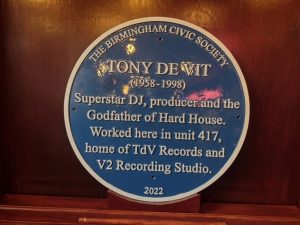 THE BIRMINGHAM CIVIC SOCIETY
TONY DE VIT
(1958-1998)
Superstar DJ, producer and the
Godfather of Hard House.
Worked here in unit 417,
home of TdV Records and
V2 Recording Studio.
2022